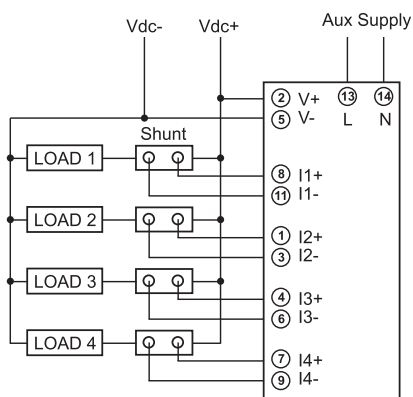 Vdc- Vdc+ Aux Supply
2 V+ 13 14
5 V- L N
Shunt
LOAD 1 8 I1+
11 I1-
LOAD 2 1 I2+
3 I2-
LOAD 3 4 I3+
6 I3-
LOAD 4 7 I4+
9 I4-